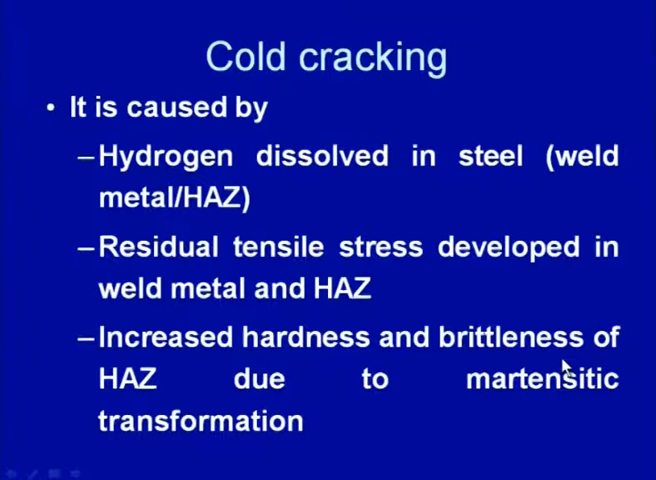 Cold cracking
• It is caused by
–Hydrogen dissolved in steel (weld
metal/HAZ)
–Residual tensile stress developed in
weld metal and HAZ
–Increased hardness and brittleness of
HAZ due to martensitic
transformation